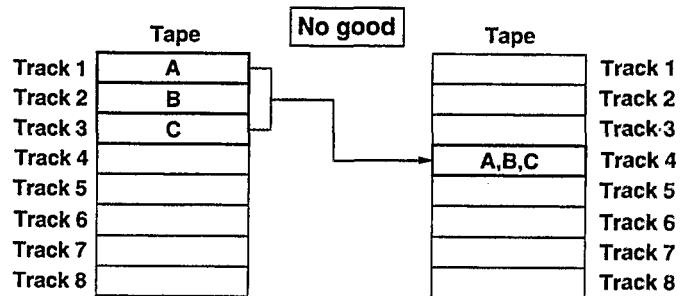 No good
Tape
Tape
Track 1 A Track 1
Track 2 B Track 2
Track 3 C Track 3
Track 4 A,B,C Track 4
Track 5 Track 5
Track 6 Track 6
Track 7 Track 7
Track 8 Track 8